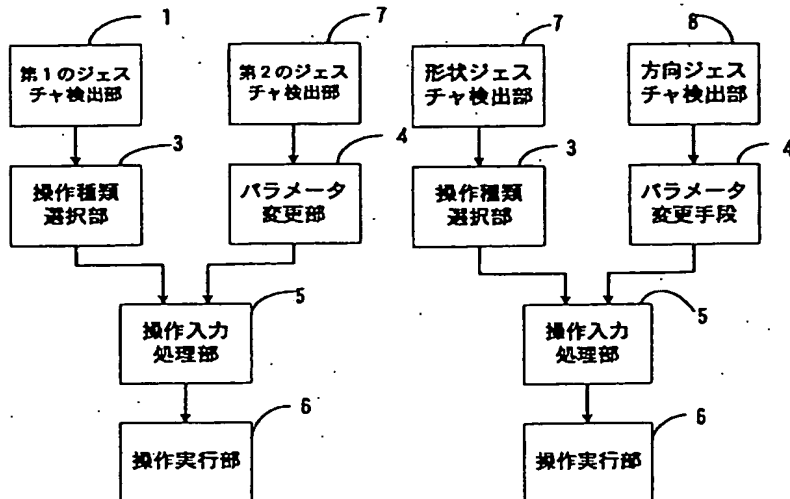 1
7
7
8
第1のジェス
チャ検出部
第2のジェス
チャ検出部
形状ジェス
チャ検出部
方向ジェス
チャ検出部
3
4
3
4
操作種類
選択部
パラメータ
変更部
操作種類
選択部
パラメータ
変更手段
5
5
操作入力
処理部
操作入力
処理部
6
6
操作実行部
操作実行部